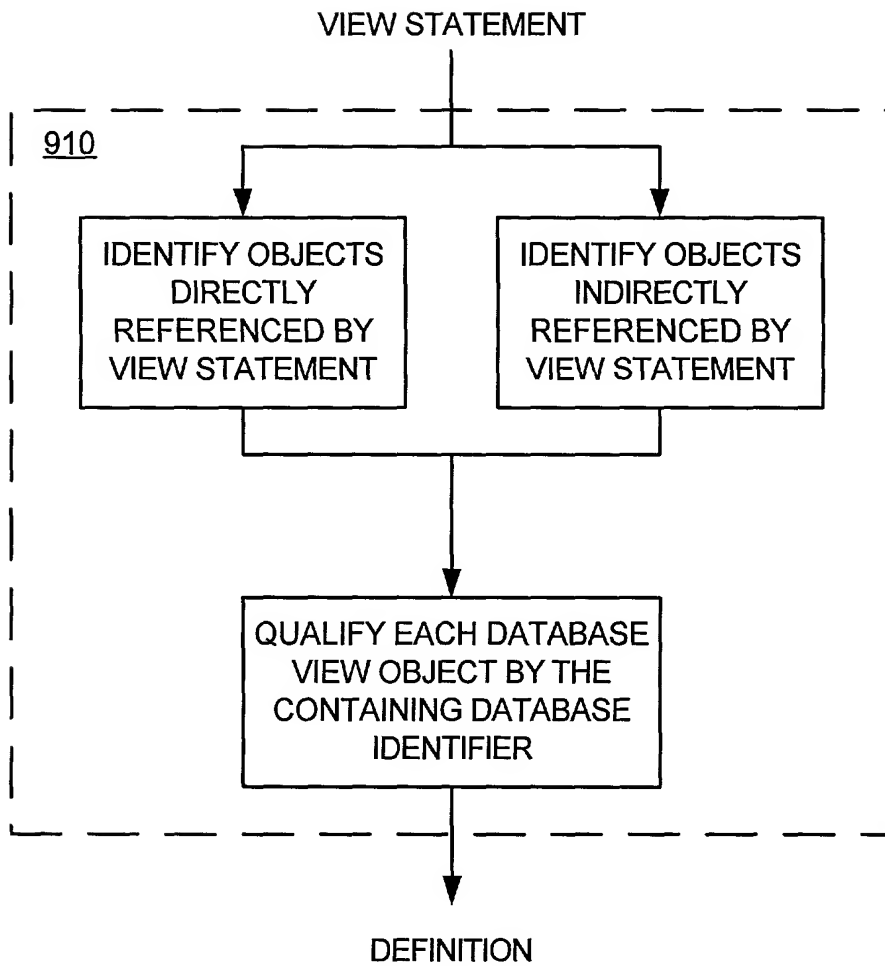 VIEW STATEMENT
910
IDENTIFY OBJECTS
DIRECTLY
REFERENCED BY
VIEW STATEMENT
IDENTIFY OBJECTS
INDIRECTLY
REFERENCED BY
VIEW STATEMENT
QUALIFY EACH DATABASE
VIEW OBJECT BY THE
CONTAINING DATABASE
IDENTIFIER
DEFINITION